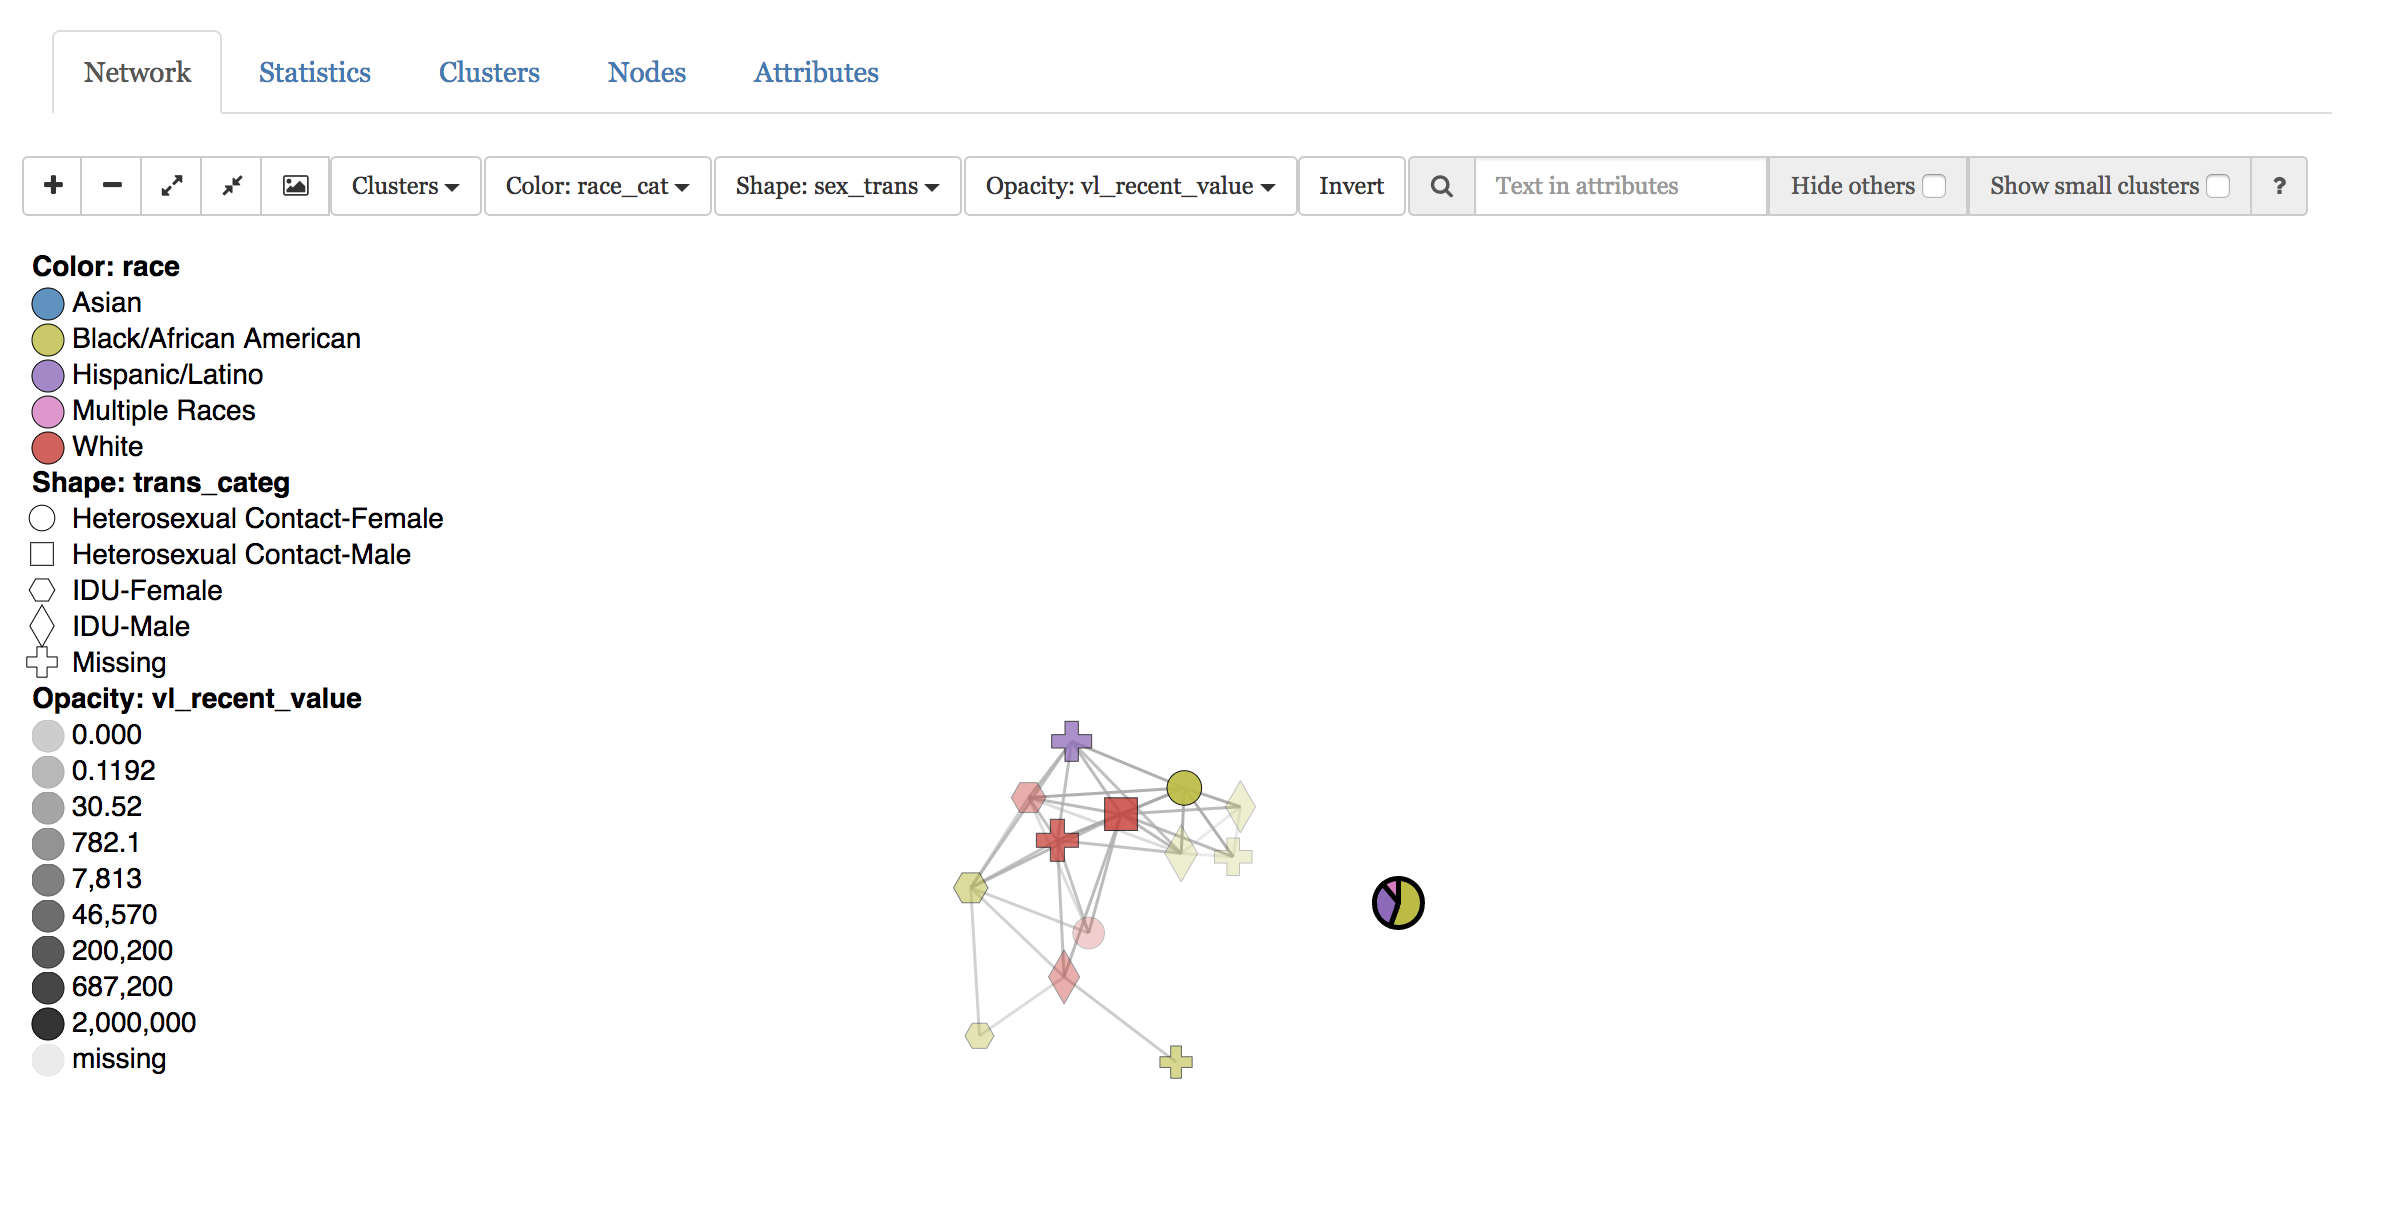 Network Statistics Clusters Nodes Attributes
Clusters Color: race_cat Shape: sex_trans Opacity: vl_recent_value Invert Text in attributes Hide others Show small clusters ?
Color: race
Asian
Black/African American
Hispanic/Latino
Multiple Races
White
Shape: trans_categ
Heterosexual Contact-Female
Heterosexual Contact-Male
IDU-Female
IDU-Male
Missing
Opacity: vl_recent_value
0.000
0.1192
30.52
782.1
7,813
46,570
200,200
687,200
2,000,000
missing